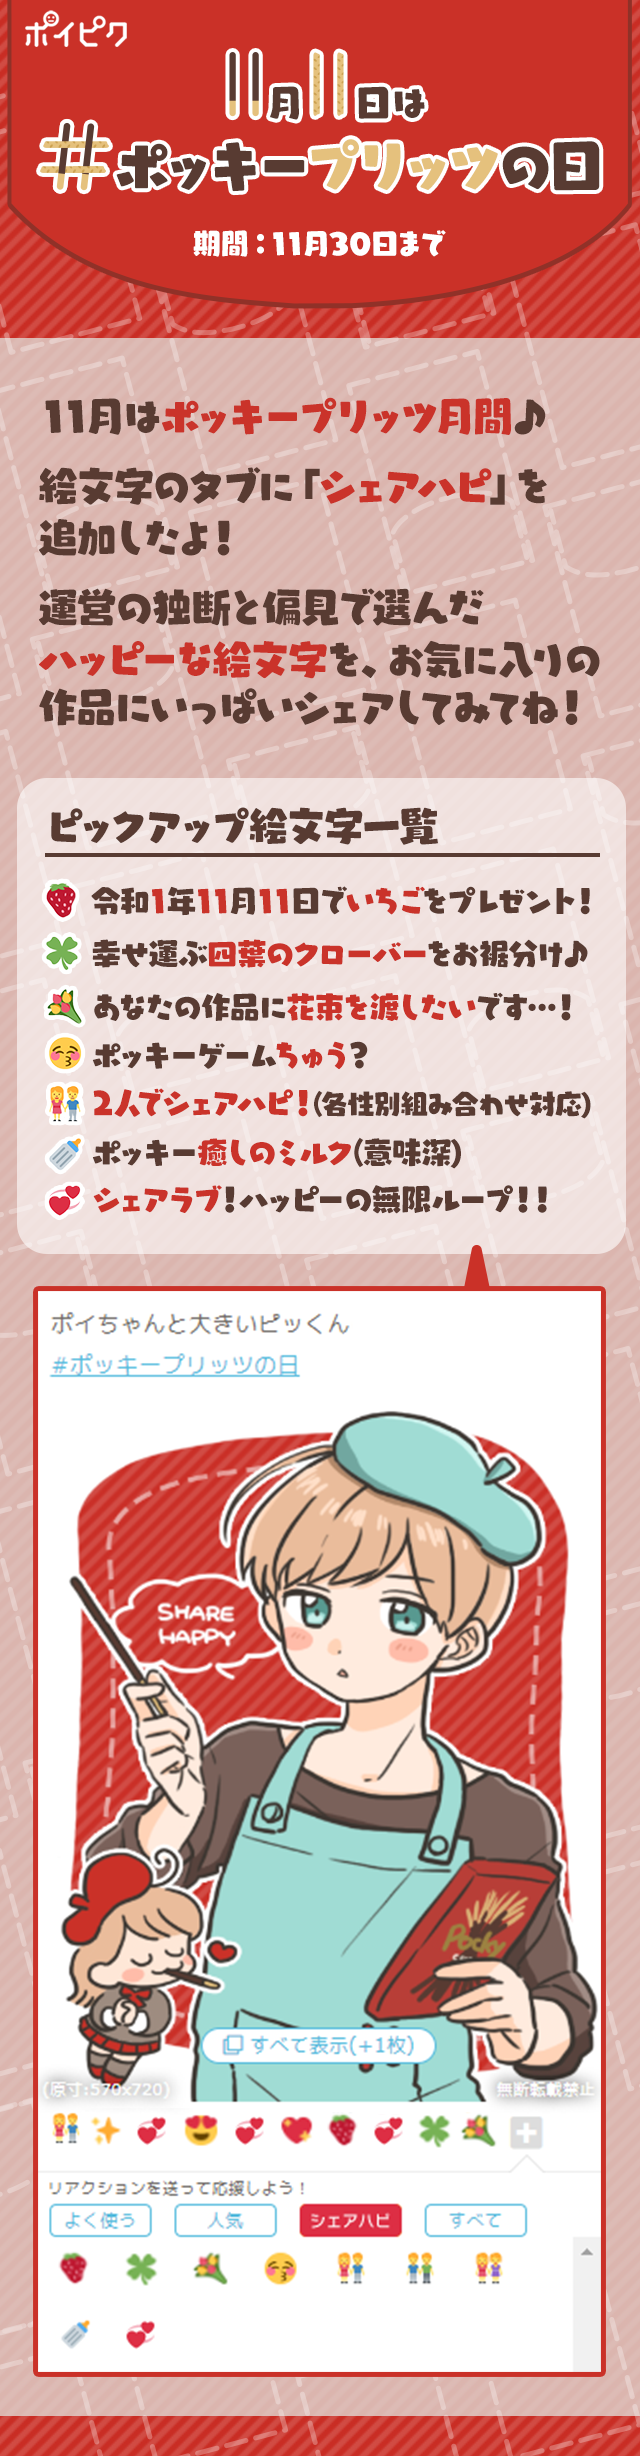 ポイピク
11月11日は
#ポッキープリッツの日
期間：11月30日まで
11月はポッキープリッツ月間♪
絵文字のタブに「シェアハピ」を
追加したよ！
運営の独断と偏見で選んだ
ハッピーな絵文字を、お気に入りの
作品にいっぱいシェアしてみてね！
ピックアップ絵文字一覧
令和1年11月11日でいちごをプレゼント！
幸せ運ぶ四葉のクローバーをお裾分け♪
あなたの作品に花束を渡したいです…！
ポッキーゲームちゅう？
2人でシェアハピ！(各性別組み合わせ対応)
ポッキー癒しのミルク(意味深)
シェアラブ！ハッピーの無限ループ！！
ポイちゃんと大きいピッくん
#ポッキープリッツの日
SHARE
HAPPY
Pocky
すべて表示(+1枚)
(原寸:570x720)
無断転載禁止
リアクションを送って応援しよう！
よく使う
人気
シェアハピ
すべて